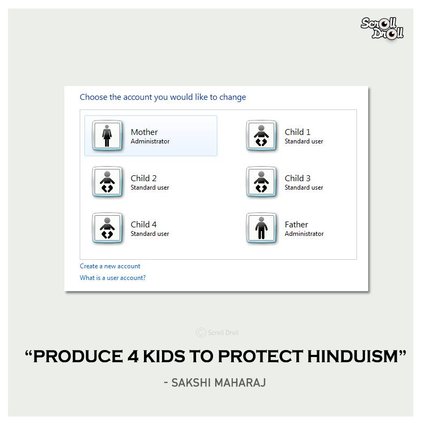 Scroll
Droll
Choose the account you would like to change
Mother
Administrator
Child 1
Standard user
Child 2
Standard user
Child 3
Standard user
Child 4
Standard user
Father
Administrator
Create a new account
What is a user account?
© Scroll Droll
“PRODUCE 4 KIDS TO PROTECT HINDUISM”
- SAKSHI MAHARAJ